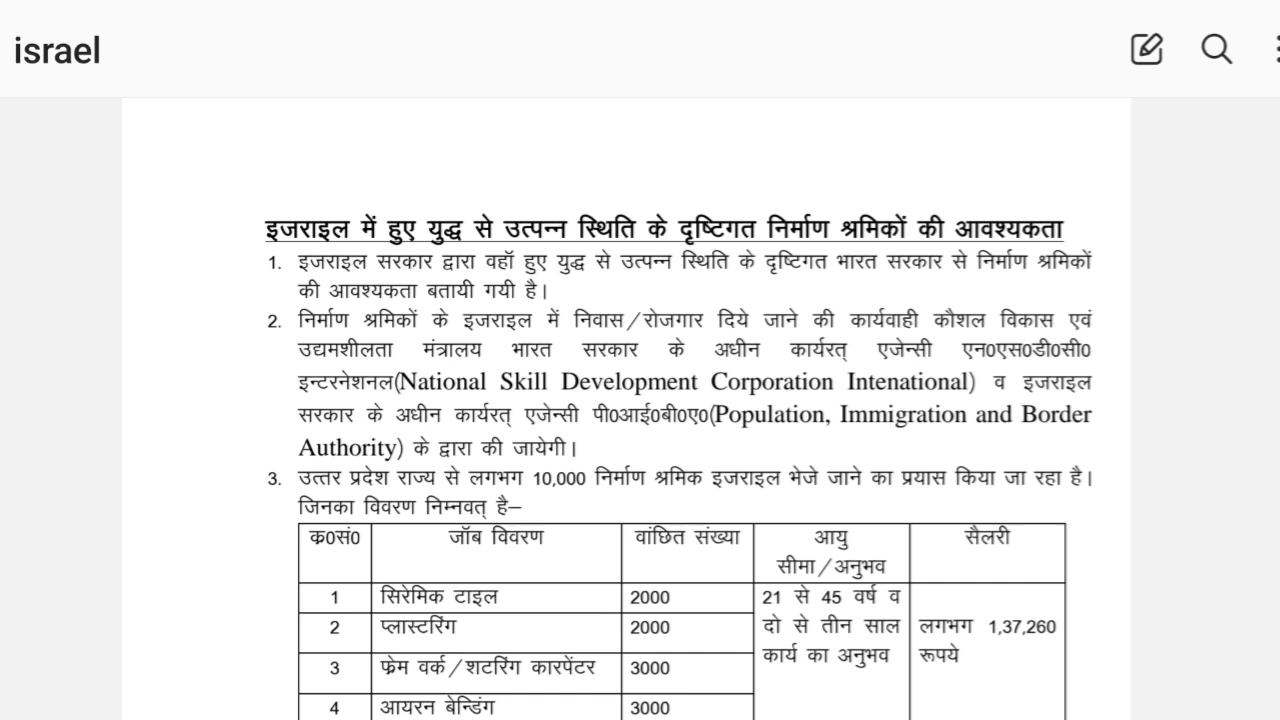 israel
इजराइल में हुए युद्ध से उत्पन्न स्थिति के दृष्टिगत निर्माण श्रमिकों की आवश्यकता
1. इजराइल सरकार द्वारा वहॉ हुए युद्ध से उत्पन्न स्थिति के दृष्टिगत भारत सरकार से निर्माण श्रमिकों
की आवश्यकता बतायी गयी है।
2. निर्माण श्रमिकों के इजराइल में निवास/रोजगार दिये जाने की कार्यवाही कौशल विकास एवं
उद्यमशीलता मंत्रालय भारत सरकार के अधीन कार्यरत् एजेन्सी एन0एस0डी0सी0
इन्टरनेशनल(National Skill Development Corporation Intenational) व इजराइल
सरकार के अधीन कार्यरत् एजेन्सी पी0आई0बी0ए0(Population, Immigration and Border
Authority) के द्वारा की जायेगी।
3. उत्तर प्रदेश राज्य से लगभग 10,000 निर्माण श्रमिक इजराइल भेजे जाने का प्रयास किया जा रहा है।
जिनका विवरण निम्नवत् है–
क0सं0 जॉब विवरण वांछित संख्या आयु सैलरी
सीमा/अनुभव
1 सिरेमिक टाइल 2000 21 से 45 वर्ष व
2 प्लास्टरिंग 2000 दो से तीन साल लगभग 1,37,260
कार्य का अनुभव रूपये
3 फ्रेम वर्क/शटरिंग कारपेंटर 3000
4 आयरन बेन्डिंग 3000